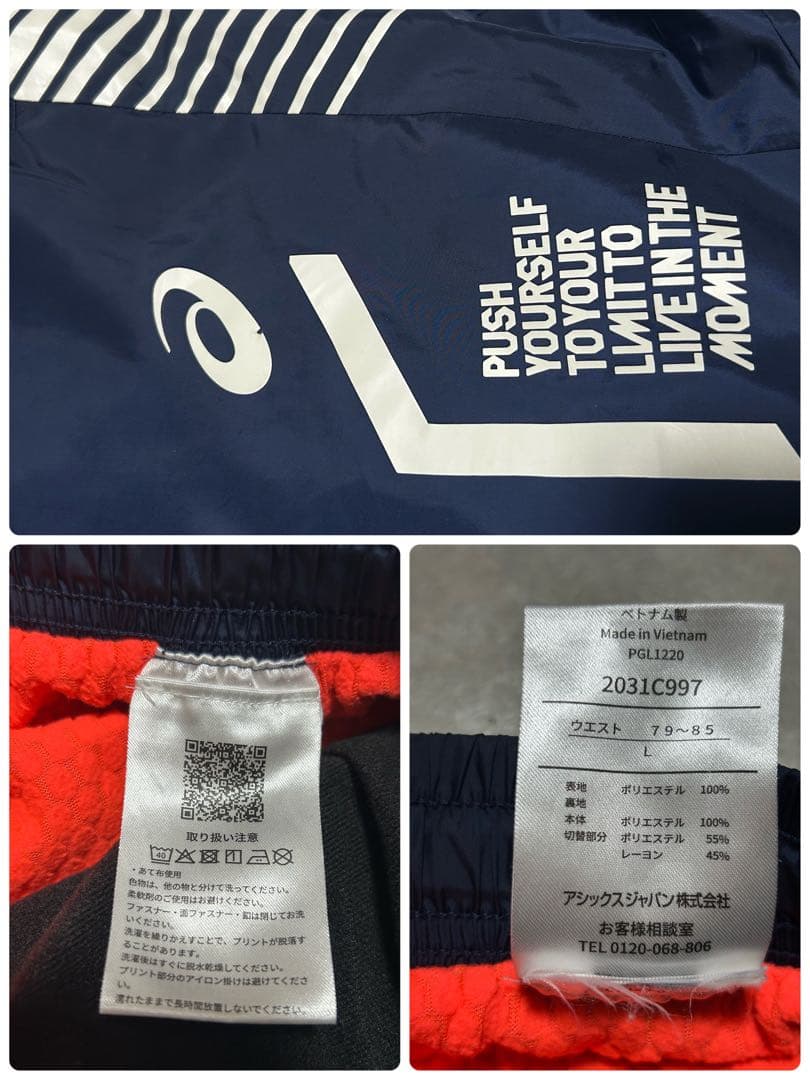 PUSH
YOURSELF
TO YOUR
LIMIT TO
LIVE IN THE
MOMENT
取り扱い注意
40
・あて布使用
色物は、他の物と分けて洗ってください。
柔軟剤のご使用はお避けください。
ファスナー・面ファスナー・釦は閉じてお洗
いください。
洗濯を繰りかえすことで、プリントが脱落す
ることがあります。
洗濯後はすぐに脱水乾燥してください。
プリント部分のアイロン掛けは避けてくださ
い。
濡れたままで長時間放置しないでください。
ベトナム製
Made in Vietnam
PGL1220
2031C997
ウエスト 79～85
L
表地 ポリエステル 100%
裏地
本体 ポリエステル 100%
切替部分 ポリエステル 55%
レーヨン 45%
アシックスジャパン株式会社
お客様相談室
TEL 0120-068-806